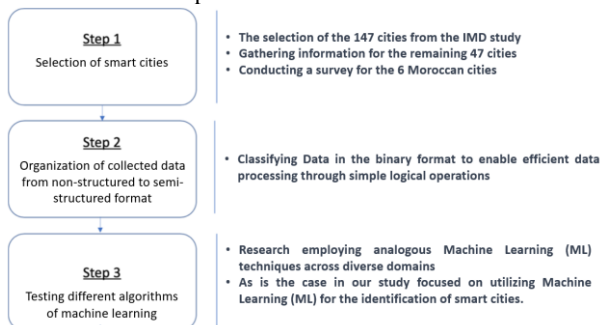 Step 1
Selection of smart cities
• The selection of the 147 cities from the IMD study
• Gathering information for the remaining 47 cities
• Conducting a survey for the 6 Moroccan cities
Step 2
Organization of collected data
from non-structured to semi-
structured format
• Classifying Data in the binary format to enable efficient data
processing through simple logical operations
Step 3
Testing different algorithms
of machine learning
• Research employing analogous Machine Learning (ML)
techniques across diverse domains
• As is the case in our study focused on utilizing Machine
Learning (ML) for the identification of smart cities.